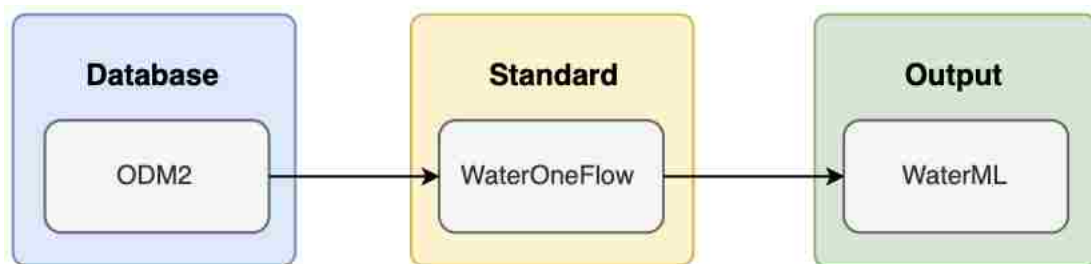 Database
Standard
Output
ODM2
WaterOneFlow
WaterML